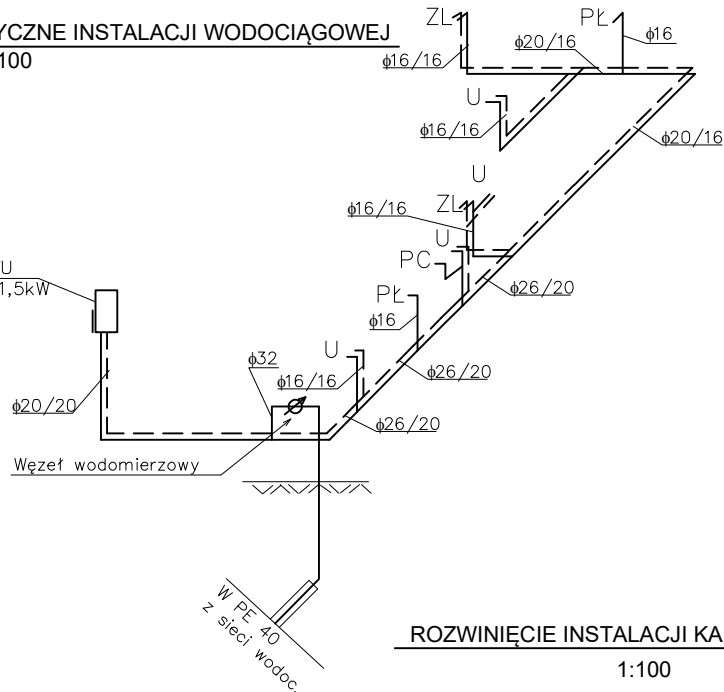 YCZNE INSTALACJI WODOCIĄGOWEJ
100
ZL
PŁ
ϕ16
ϕ20/16
ϕ16/16
U
ϕ16/16
ϕ20/16
U
ZL
ϕ16/16
U
PC
ϕ26/20
PŁ
ϕ16
U
1,5kW
ϕ32
U
ϕ16/16
ϕ26/20
ϕ20/20
ϕ26/20
Węzeł wodomierzowy
W PE 40
z sieci wodoc.
ROZWINIĘCIE INSTALACJI KA
1:100